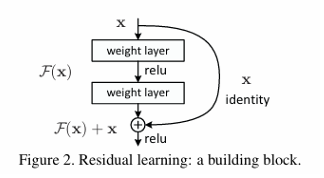 x
weight layer
F(x)
relu
x
weight layer
identity
F(x) + x
relu
Figure 2. Residual learning: a building block.